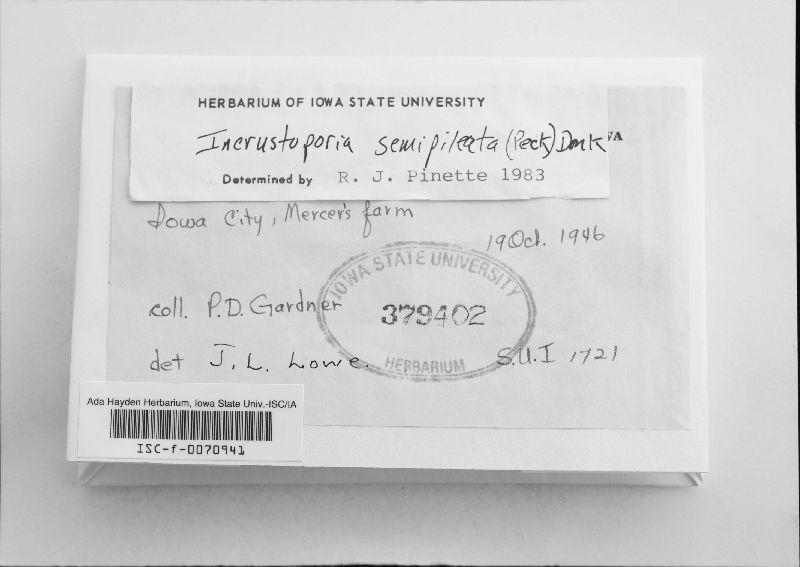 HERBARIUM OF IOWA STATE UNIVERSITY
Incrustoporia semipileata (Peck) Donk
VA
Determined by R. J. Pinette 1983
Iowa City, Mercer's farm
19 Oct. 1946
IOWA STATE UNIVERSITY
coll. P.D. Gardner
379402
det J. L. Lowe.
HERBARIUM
S.U.I 1721
Ada Hayden Herbarium, Iowa State Univ.-ISC/IA
ISC-f-0070941